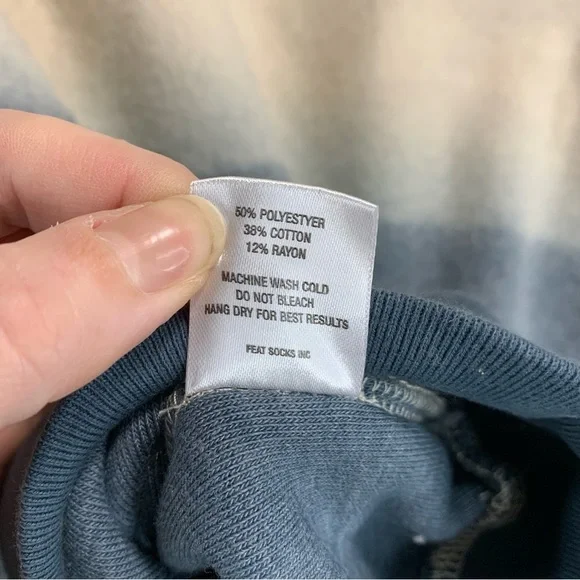 50% POLYESTYER
38% COTTON
12% RAYON
MACHINE WASH COLD
DO NOT BLEACH
HANG DRY FOR BEST RESULTS
FEAT SOCKS INC